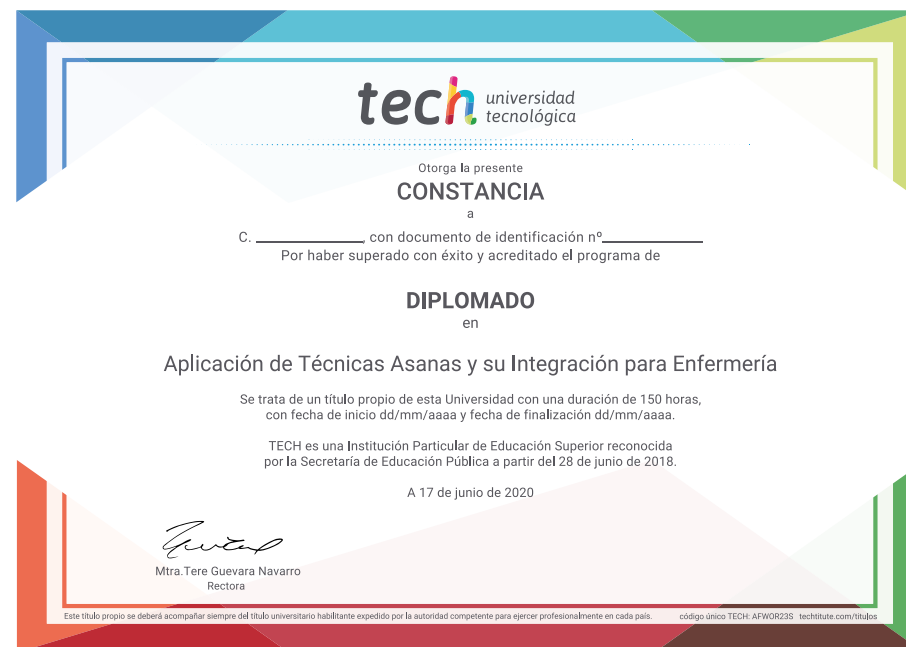 tech universidad
tecnológica
Otorga la presente
CONSTANCIA
a
C. ______________, con documento de identificación nº_____________
Por haber superado con éxito y acreditado el programa de
DIPLOMADO
en
Aplicación de Técnicas Asanas y su Integración para Enfermería
Se trata de un título propio de esta Universidad con una duración de 150 horas,
con fecha de inicio dd/mm/aaaa y fecha de finalización dd/mm/aaaa.
TECH es una Institución Particular de Educación Superior reconocida
por la Secretaría de Educación Pública a partir del 28 de junio de 2018.
A 17 de junio de 2020
Mtra.Tere Guevara Navarro
Rectora
Este título propio se deberá acompañar siempre del título universitario habilitante expedido por la autoridad competente para ejercer profesionalmente en cada país. código único TECH: AFWOR23S techtitute.com/titulos